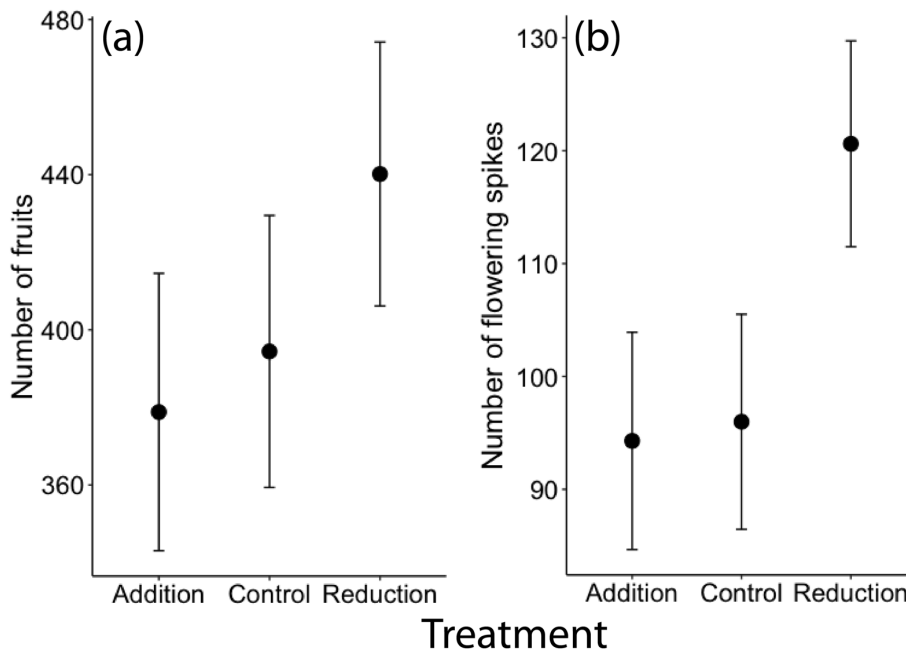 (a)
Number of fruits
480
440
400
360
Addition Control Reduction
(b)
Number of flowering spikes
130
120
110
100
90
Addition Control Reduction
Treatment